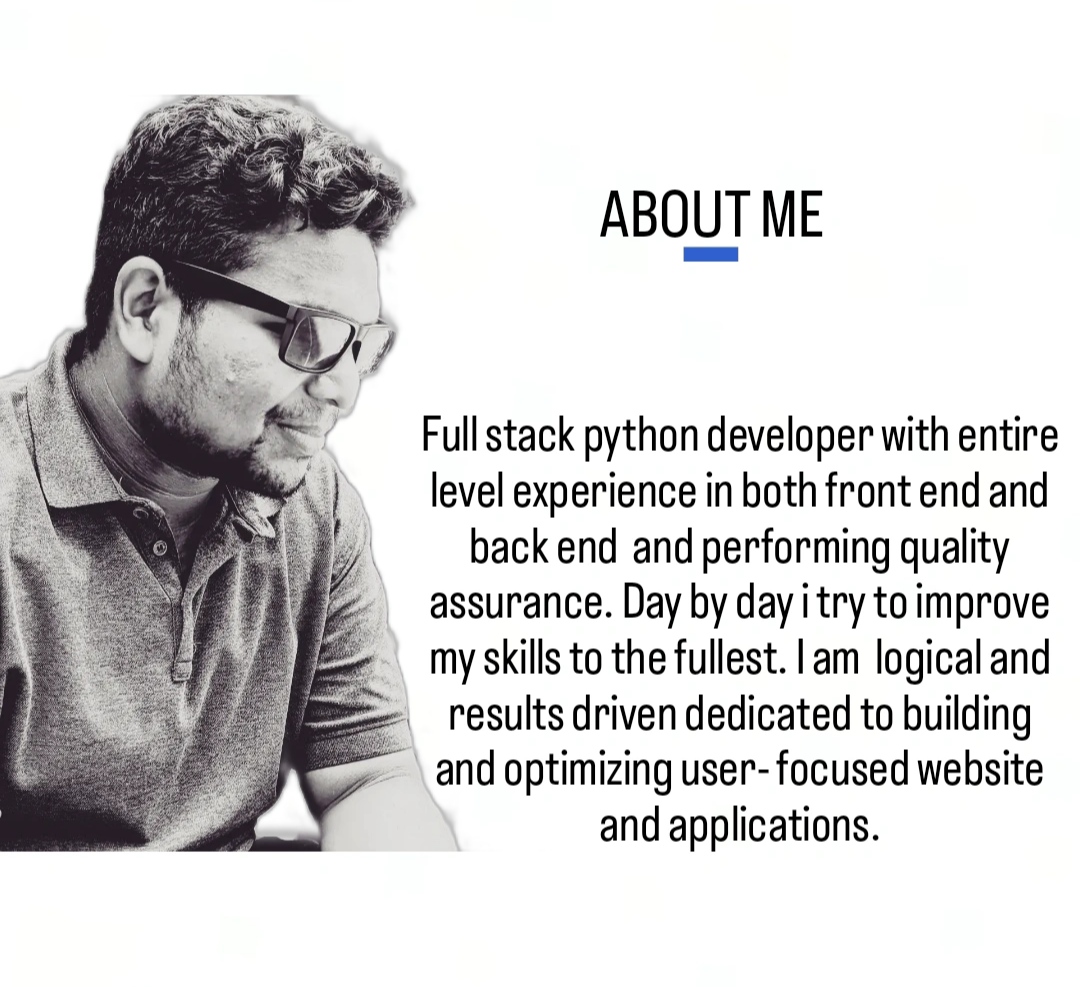 ABOUT ME
Full stack python developer with entire
level experience in both front end and
back end and performing quality
assurance. Day by day i try to improve
my skills to the fullest. I am logical and
results driven dedicated to building
and optimizing user- focused website
and applications.